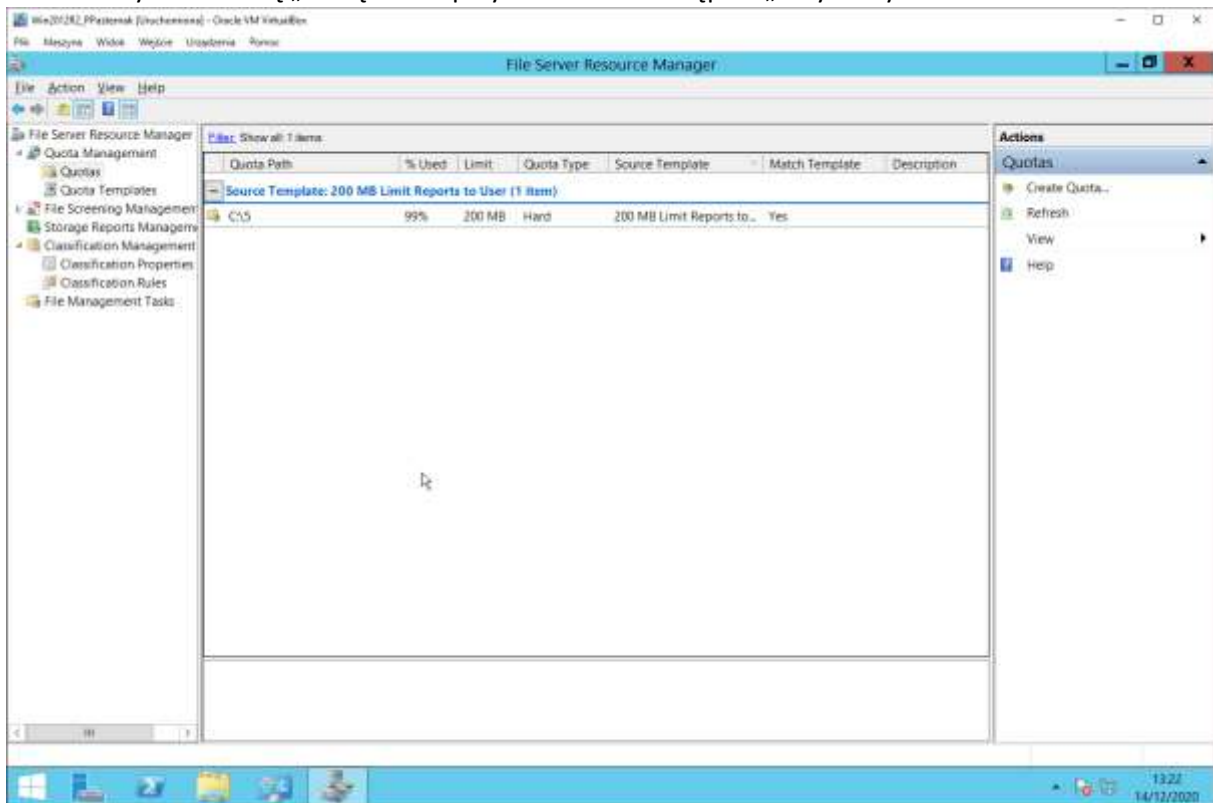 Win2012R2_PPasternak [Uruchomiona] - Oracle VM VirtualBox
Plik Maszyna Widok Wejście Urządzenia Pomoc
File Server Resource Manager
File Action View Help
File Server Resource Manager
Quota Management
Quotas
Quota Templates
File Screening Managemen
Storage Reports Manageme
Classification Management
Classification Properties
Classification Rules
File Management Tasks
Filter: Show all: 1 items
Quota Path % Used Limit Quota Type Source Template Match Template Description
Source Template: 200 MB Limit Reports to User (1 item)
C:\5 99% 200 MB Hard 200 MB Limit Reports to... Yes
Actions
Quotas
Create Quota...
Refresh
View
Help
13:22
14/12/2020